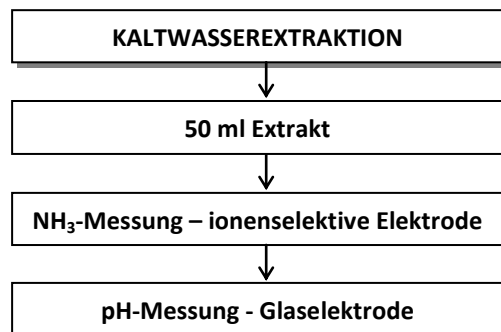 KALTWASSEREXTRAKTION
50 ml Extrakt
NH₃-Messung – ionenselektive Elektrode
pH-Messung - Glaselektrode